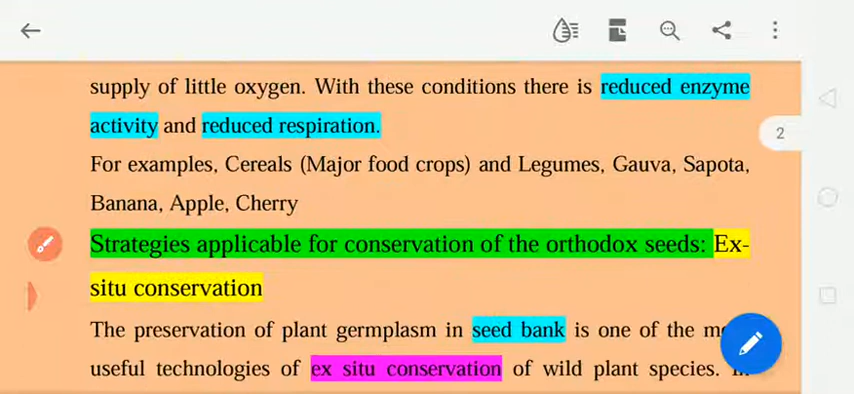 supply of little oxygen. With these conditions there is reduced enzyme
activity and reduced respiration.
2
For examples, Cereals (Major food crops) and Legumes, Gauva, Sapota,
Banana, Apple, Cherry
Strategies applicable for conservation of the orthodox seeds: Ex-
situ conservation
The preservation of plant germplasm in seed bank is one of the
useful technologies of ex situ conservation of wild plant species.